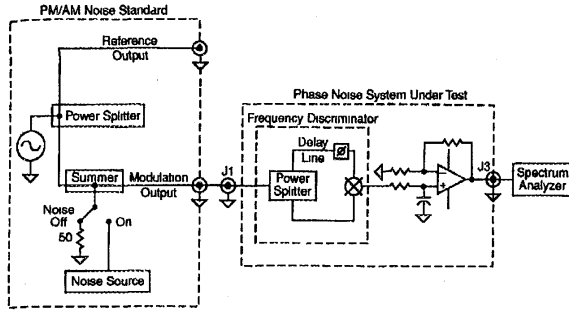 PM/AM Noise Standard
Reference
Output
Power Splitter
Summer
Modulation
Output
Noise
Off
50
On
Noise Source
J1
Phase Noise System Under Test
Frequency Discriminator
Delay
Line
ø
Power
Splitter
-
+
J3
Spectrum
Analyzer